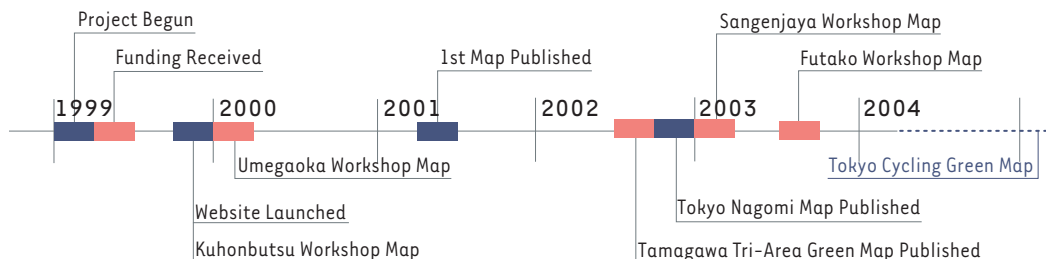 Project Begun
Sangenjaya Workshop Map
Funding Received
1st Map Published
Futako Workshop Map
1999
2000
2001
2002
2003
2004
Umegaoka Workshop Map
Tokyo Cycling Green Map
Website Launched
Tokyo Nagomi Map Published
Kuhonbutsu Workshop Map
Tamagawa Tri-Area Green Map Published